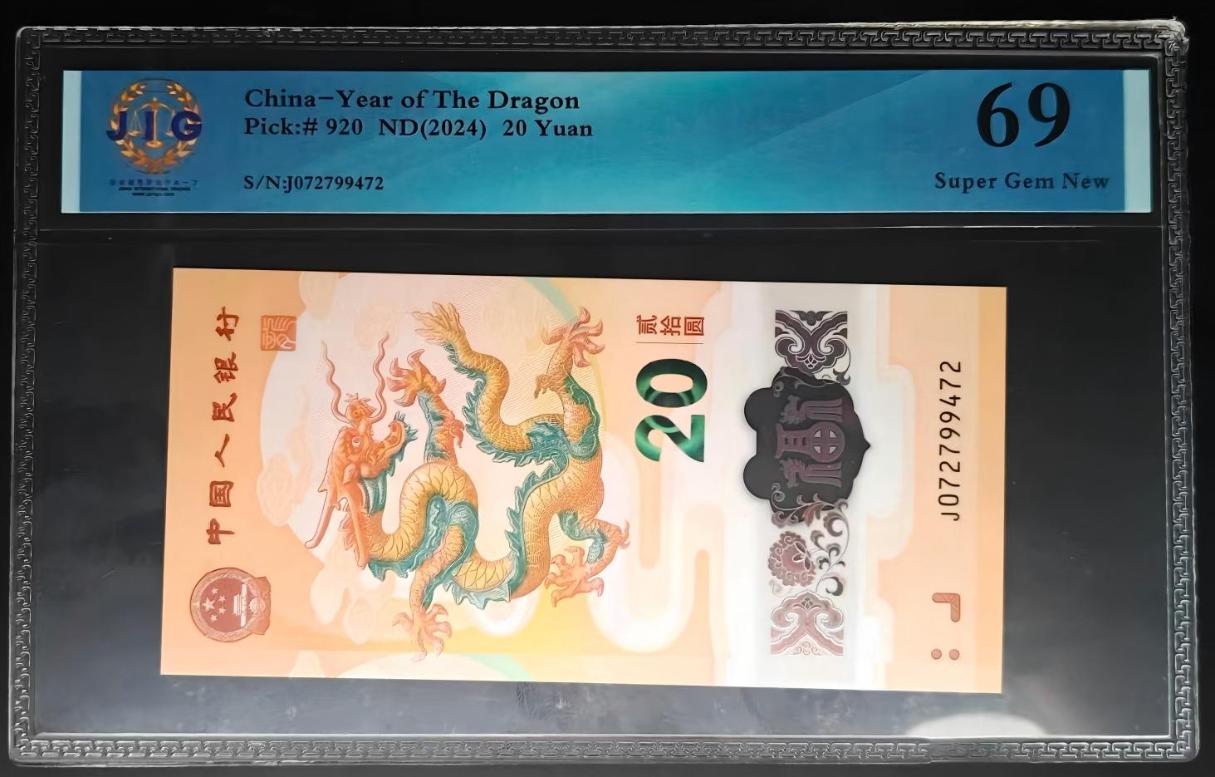 JIG
China-Year of The Dragon
Pick:# 920 ND(2024) 20 Yuan
S/N:J072799472
69
Super Gem New
中国人民银行
贰拾圆
20
福
J072799472